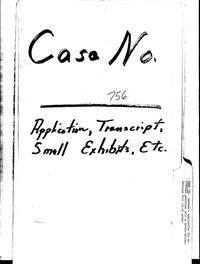 Case No.
756
Application, Transcript,
Small Exhibits, Etc.